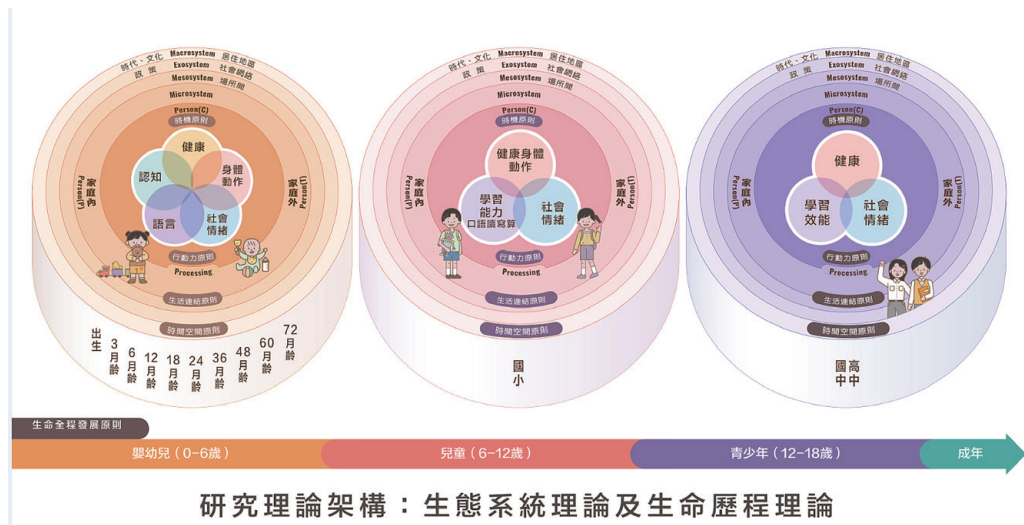 時代、文化 Macrosystem 居住地區
政策 Exosystem 社會網絡
Mesosystem 場所間
Microsystem
Person(C)
時機原則
健康
認知
身體
動作
語言
社會
情緒
家庭內
Person(P)
家庭外
Person(I)
行動力原則
Processing
生活連結原則
時間空間原則
出生
3月齡
6月齡
12月齡
18月齡
24月齡
36月齡
48月齡
60月齡
72月齡
時代、文化 Macrosystem 居住地區
政策 Exosystem 社會網絡
Mesosystem 場所間
Microsystem
Person(C)
時機原則
健康身體
動作
學習
能力
口語讀寫算
社會
情緒
家庭內
Person(P)
家庭外
Person(I)
行動力原則
Processing
生活連結原則
時間空間原則
國小
時代、文化 Macrosystem 居住地區
政策 Exosystem 社會網絡
Mesosystem 場所間
Microsystem
Person(C)
時機原則
健康
學習
效能
社會
情緒
家庭內
Person(P)
家庭外
Person(I)
行動力原則
Processing
生活連結原則
時間空間原則
國中
高中
生命全程發展原則
嬰幼兒（0-6歲）
兒童（6-12歲）
青少年（12-18歲）
成年
研究理論架構：生態系統理論及生命歷程理論